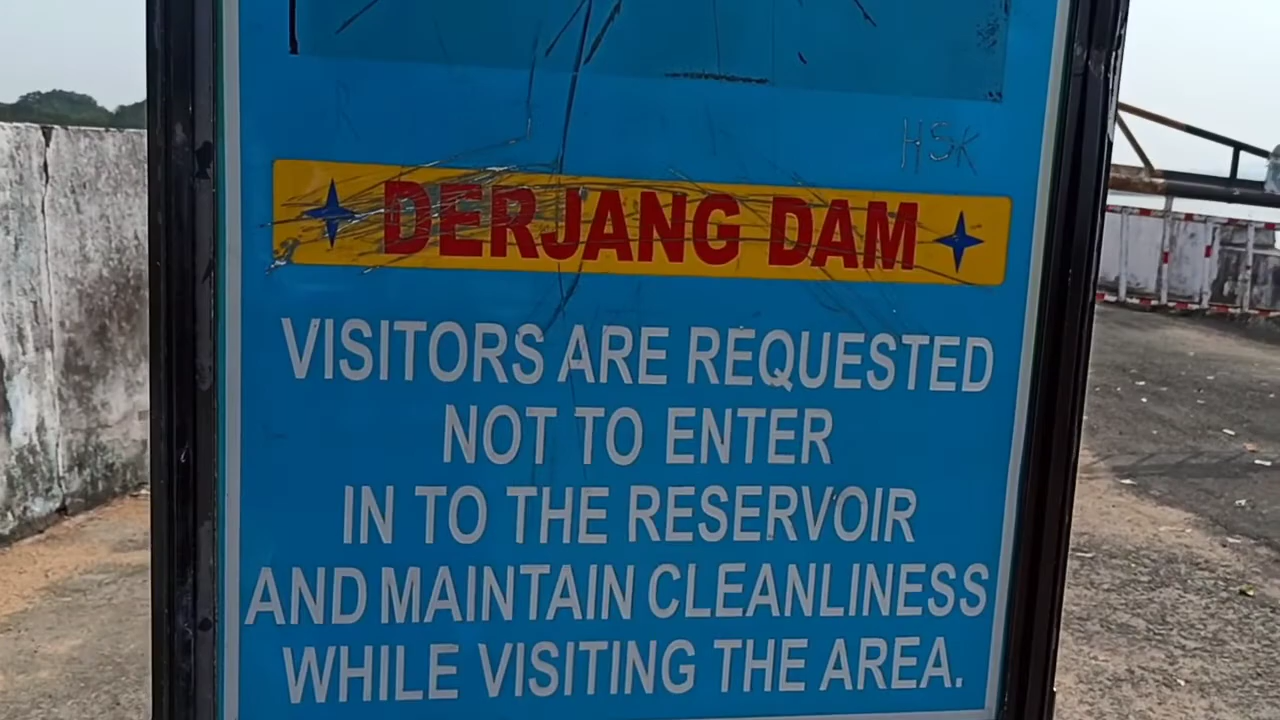 HSK
DERJANG DAM
VISITORS ARE REQUESTED
NOT TO ENTER
IN TO THE RESERVOIR
AND MAINTAIN CLEANLINESS
WHILE VISITING THE AREA.